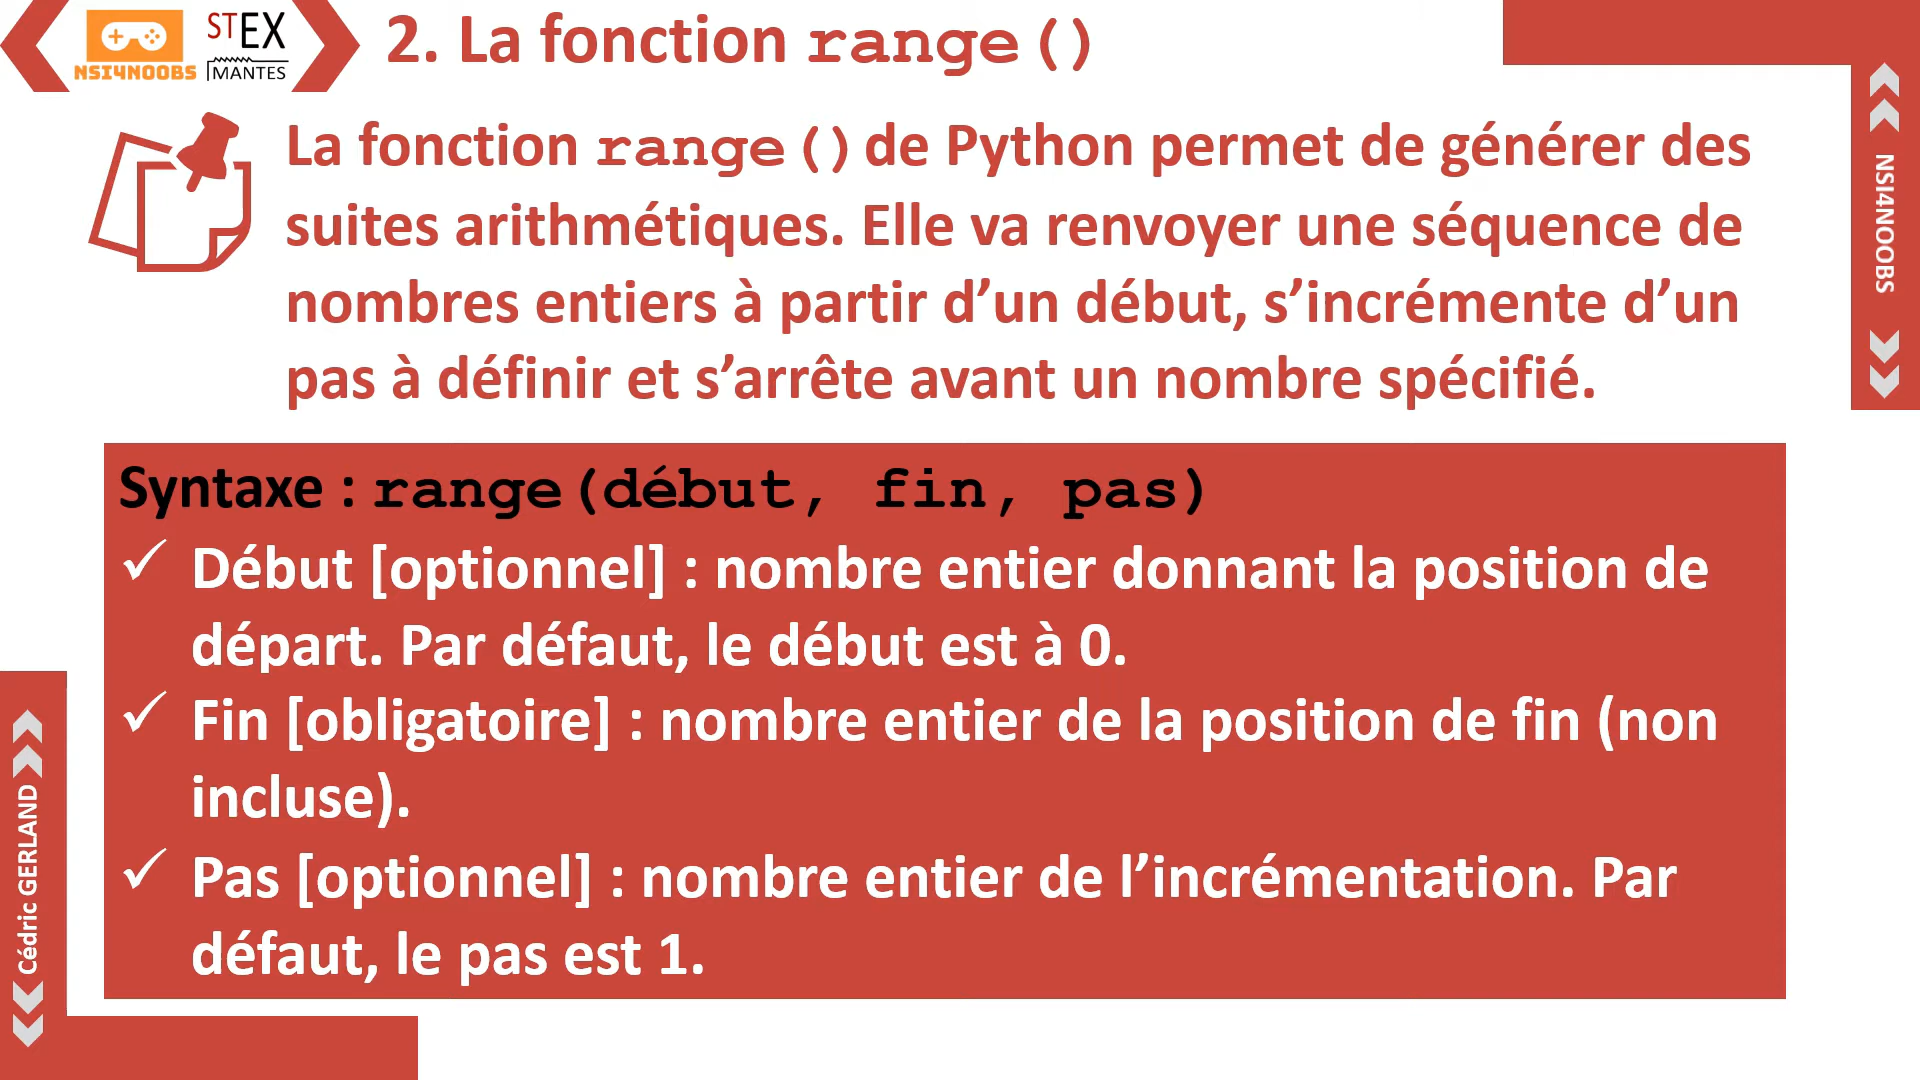 NSI4NOOBS
STEX
MANTES
2. La fonction range()
La fonction range() de Python permet de générer des
suites arithmétiques. Elle va renvoyer une séquence de
nombres entiers à partir d’un début, s’incrémente d’un
pas à définir et s’arrête avant un nombre spécifié.
NSI4NOOBS
Syntaxe : range(début, fin, pas)
✓ Début [optionnel] : nombre entier donnant la position de
départ. Par défaut, le début est à 0.
✓ Fin [obligatoire] : nombre entier de la position de fin (non
incluse).
✓ Pas [optionnel] : nombre entier de l’incrémentation. Par
défaut, le pas est 1.
Cédric GERLAND